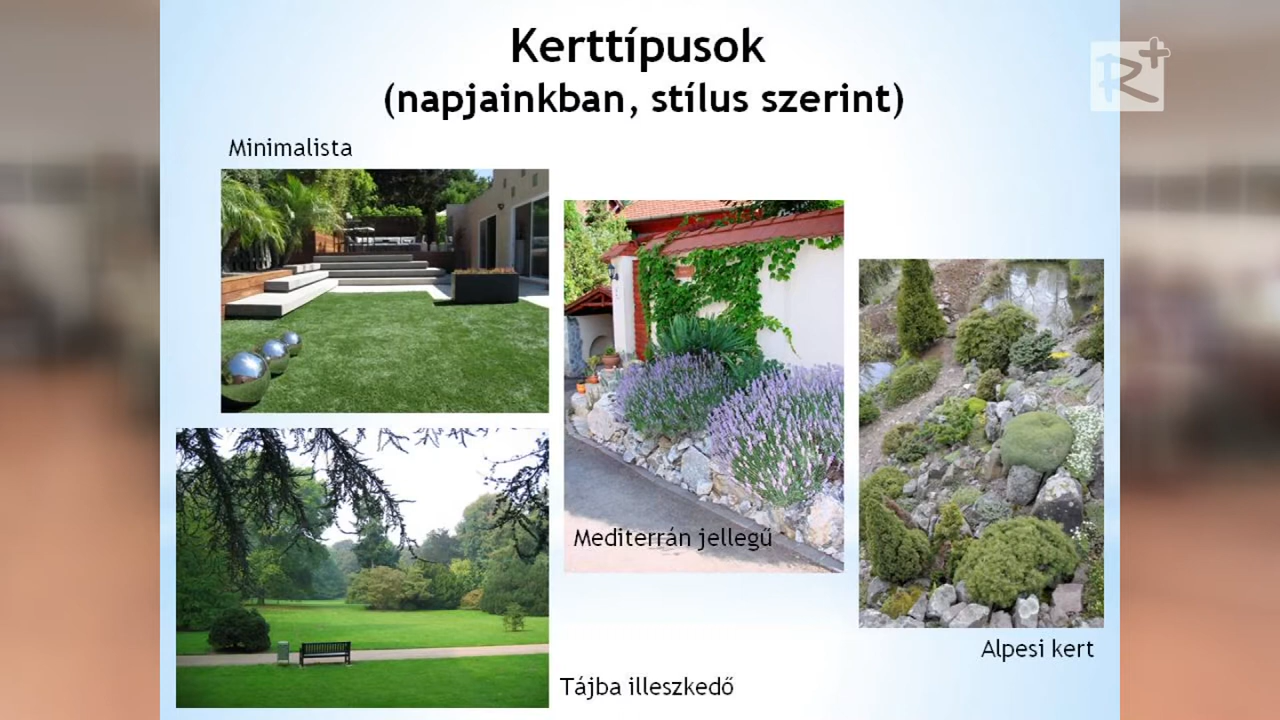 Kerttípusok
(napjainkban, stílus szerint)
R+
Minimalista
Mediterrán jellegű
Alpesi kert
Tájba illeszkedő